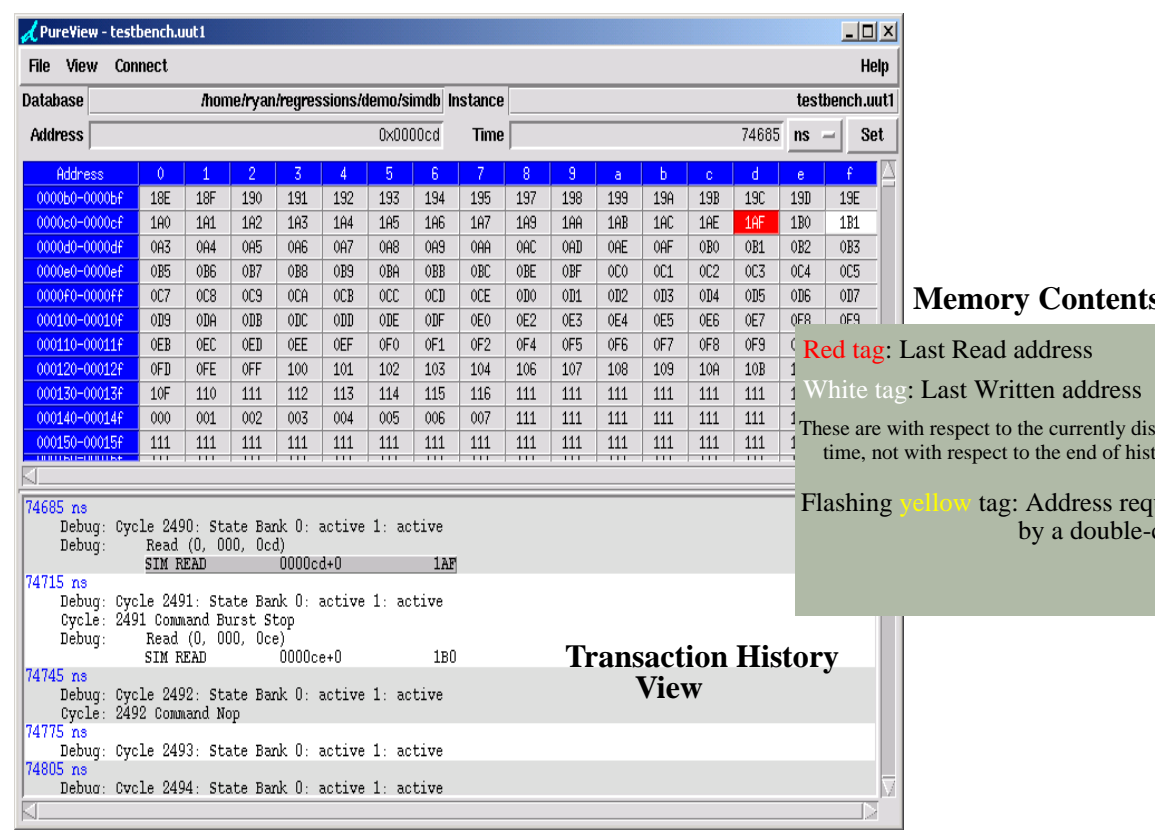 PureView - testbench.uut1
File View Connect Help
Database /home/ryan/regressions/demo/simdb Instance testbench.uut1
Address 0x0000cd Time 74685 ns Set
Address 0 1 2 3 4 5 6 7 8 9 a b c d e f
0000b0-0000bf 18E 18F 190 191 192 193 194 195 197 198 199 19A 19B 19C 19D 19E
0000c0-0000cf 1A0 1A1 1A2 1A3 1A4 1A5 1A6 1A7 1A9 1AA 1AB 1AC 1AE 1AF 1B0 1B1
0000d0-0000df 0A3 0A4 0A5 0A6 0A7 0A8 0A9 0AA 0AC 0AD 0AE 0AF 0B0 0B1 0B2 0B3
0000e0-0000ef 0B5 0B6 0B7 0B8 0B9 0BA 0BB 0BC 0BE 0BF 0C0 0C1 0C2 0C3 0C4 0C5
0000f0-0000ff 0C7 0C8 0C9 0CA 0CB 0CC 0CD 0CE 0D0 0D1 0D2 0D3 0D4 0D5 0D6 0D7
Memory Contents
000100-00010f 0D9 0DA 0DB 0DC 0DD 0DE 0DF 0E0 0E2 0E3 0E4 0E5 0E6 0E7 0E8 0E9
000110-00011f 0EB 0EC 0ED 0EE 0EF 0F0 0F1 0F2 0F4 0F5 0F6 0F7 0F8 0F9
Red tag: Last Read address
000120-00012f 0FD 0FE 0FF 100 101 102 103 104 106 107 108 109 10A 10B
White tag: Last Written address
000130-00013f 10F 110 111 112 113 114 115 116 111 111 111 111 111 111
000140-00014f 000 001 002 003 004 005 006 007 111 111 111 111 111 111
These are with respect to the currently
000150-00015f 111 111 111 111 111 111 111 111 111 111 111 111 111 111
time, not with respect to the end of
Flashing yellow tag: Address
by a
74685 ns
Debug: Cycle 2490: State Bank 0: active 1: active
Debug: Read (0, 000, 0cd)
SIM READ 0000cd+0 1AF
74715 ns
Debug: Cycle 2491: State Bank 0: active 1: active
Cycle: 2491 Command Burst Stop
Debug: Read (0, 000, 0ce)
SIM READ 0000ce+0 1B0
Transaction History
View
74745 ns
Debug: Cycle 2492: State Bank 0: active 1: active
Cycle: 2492 Command Nop
74775 ns
Debug: Cycle 2493: State Bank 0: active 1: active
74805 ns
Debug: Cycle 2494: State Bank 0: active 1: active